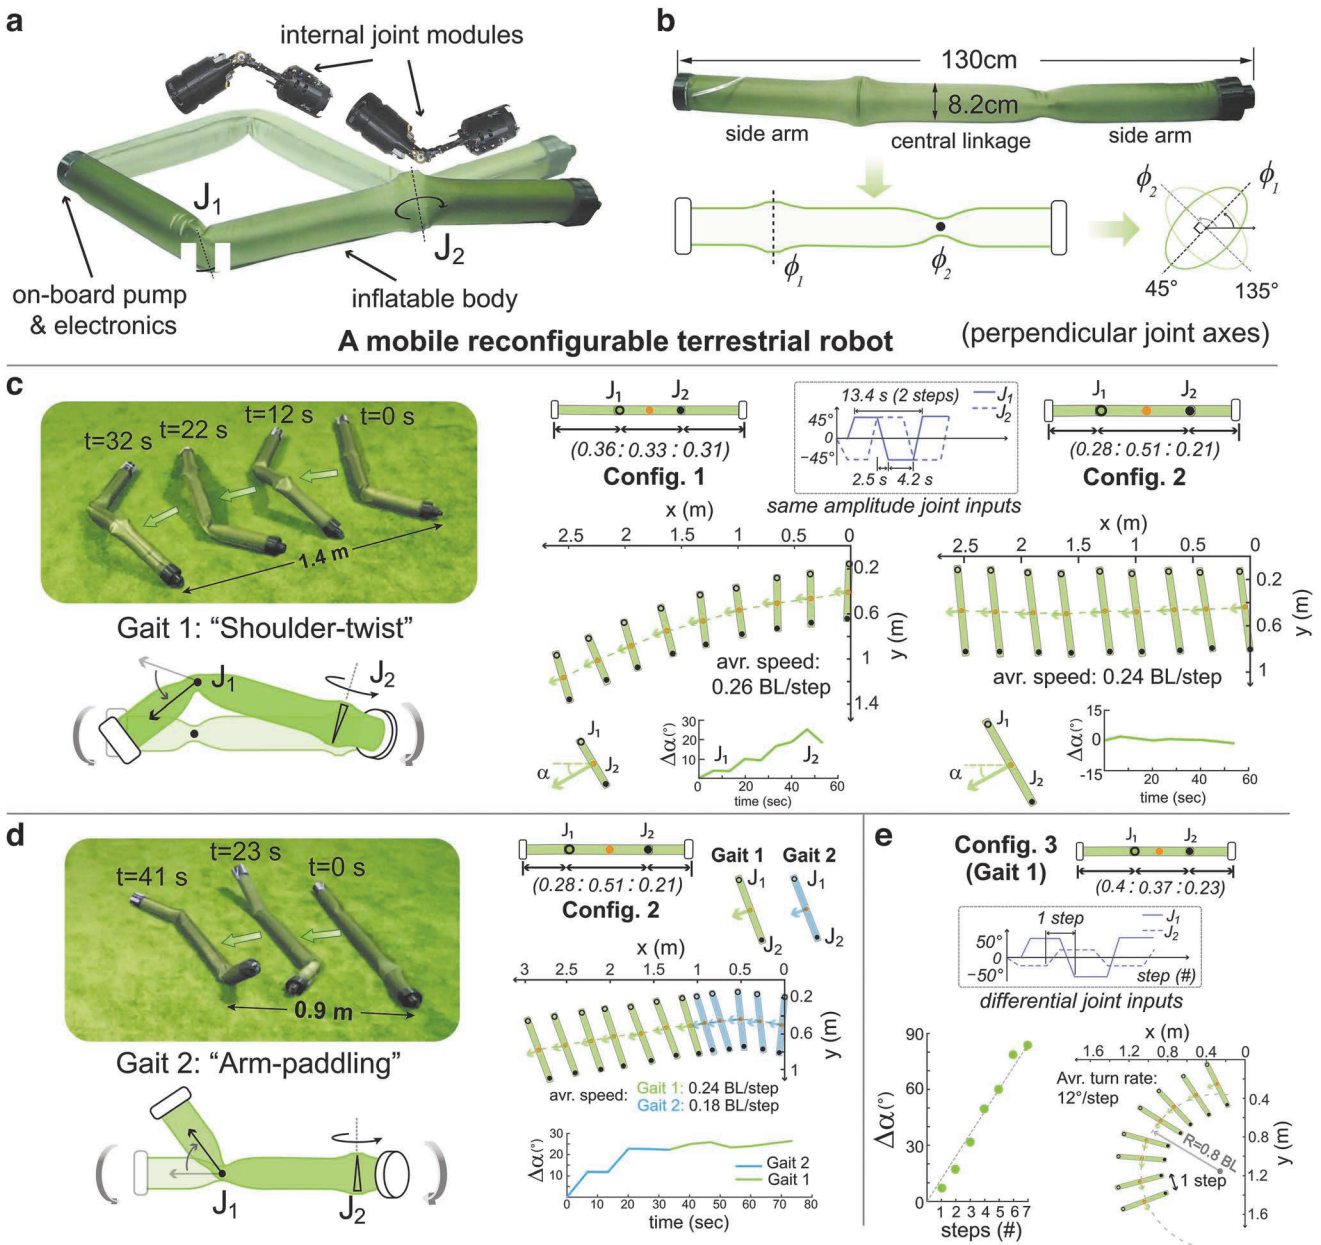 a
internal joint modules
J1
J2
on-board pump
& electronics
inflatable body
A mobile reconfigurable terrestrial robot
b
130cm
8.2cm
side arm
central linkage
side arm
ϕ1
ϕ2
ϕ2
ϕ1
45°
135°
(perpendicular joint axes)
c
t=32 s
t=22 s
t=12 s
t=0 s
1.4 m
Gait 1: “Shoulder-twist”
J1
J2
J1
J2
(0.36: 0.33 : 0.31)
Config. 1
13.4 s (2 steps)
J1
J2
45°
0
−45°
2.5 s
4.2 s
same amplitude joint inputs
J1
J2
(0.28: 0.51 : 0.21)
Config. 2
x (m)
2.5
2
1.5
1
0.5
0
0.2
0.6
1
1.4
y (m)
avr. speed:
0.26 BL/step
J1
J2
α
Δα(°)
30
20
10
J1
J2
0
20
40
60
time (sec)
x (m)
2.5
2
1.5
1
0.5
0
0.2
0.6
1
y (m)
avr. speed: 0.24 BL/step
J1
J2
α
Δα(°)
15
0
-15
20
40
60
time (sec)
d
t=41 s
t=23 s
t=0 s
0.9 m
Gait 2: “Arm-paddling”
J1
J2
J1
J2
(0.28: 0.51 : 0.21)
Config. 2
Gait 1
Gait 2
J1
J2
J1
J2
x (m)
3
2.5
2
1.5
1
0.5
0
0.2
0.6
1
y (m)
avr. speed:
Gait 1: 0.24 BL/step
Gait 2: 0.18 BL/step
Δα(°)
30
20
10
Gait 2
Gait 1
0
10
20
30
40
50
60
70
80
time (sec)
e
Config. 3
(Gait 1)
J1
J2
(0.4 : 0.37 : 0.23)
1 step
J1
J2
50°
0
−50°
step (#)
differential joint inputs
Δα(°)
90
60
30
0
1 2 3 4 5 6 7
steps (#)
x (m)
1.6
1.2
0.8
0.4
0
0.4
0.8
1.2
1.6
y (m)
Avr. turn rate:
12°/step
R=0.8 BL
1 step